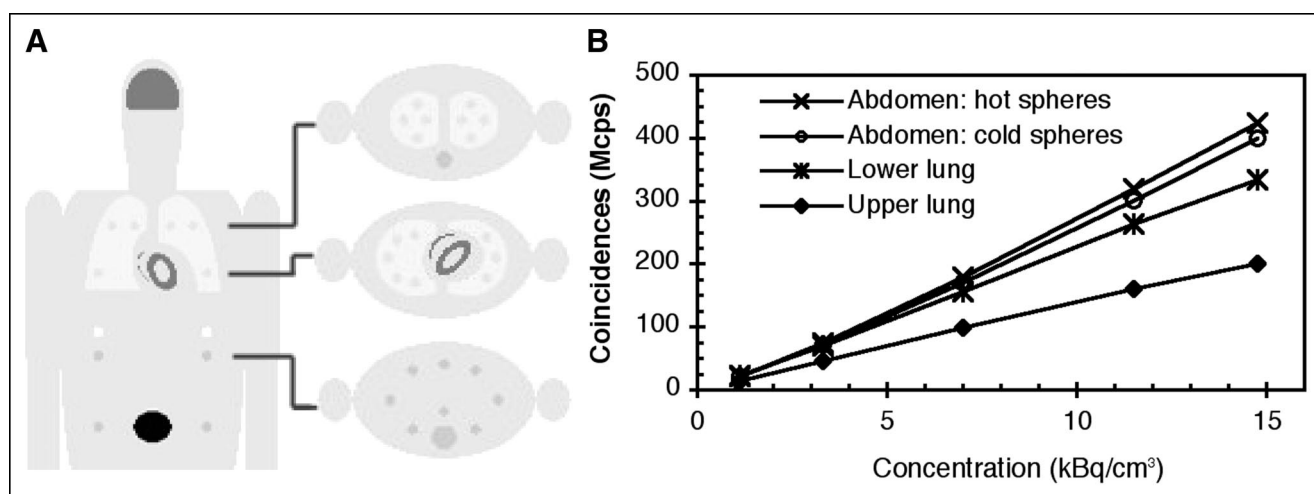 A
B
500
400
300
200
100
0
Coincidences (Mcps)
Abdomen: hot spheres
Abdomen: cold spheres
Lower lung
Upper lung
0 5 10 15
Concentration (kBq/cm³)